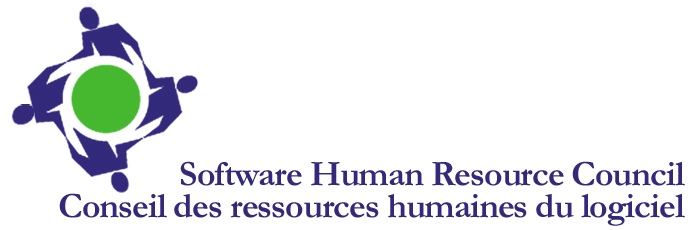 Software Human Resource Council
Conseil des ressources humaines du logiciel